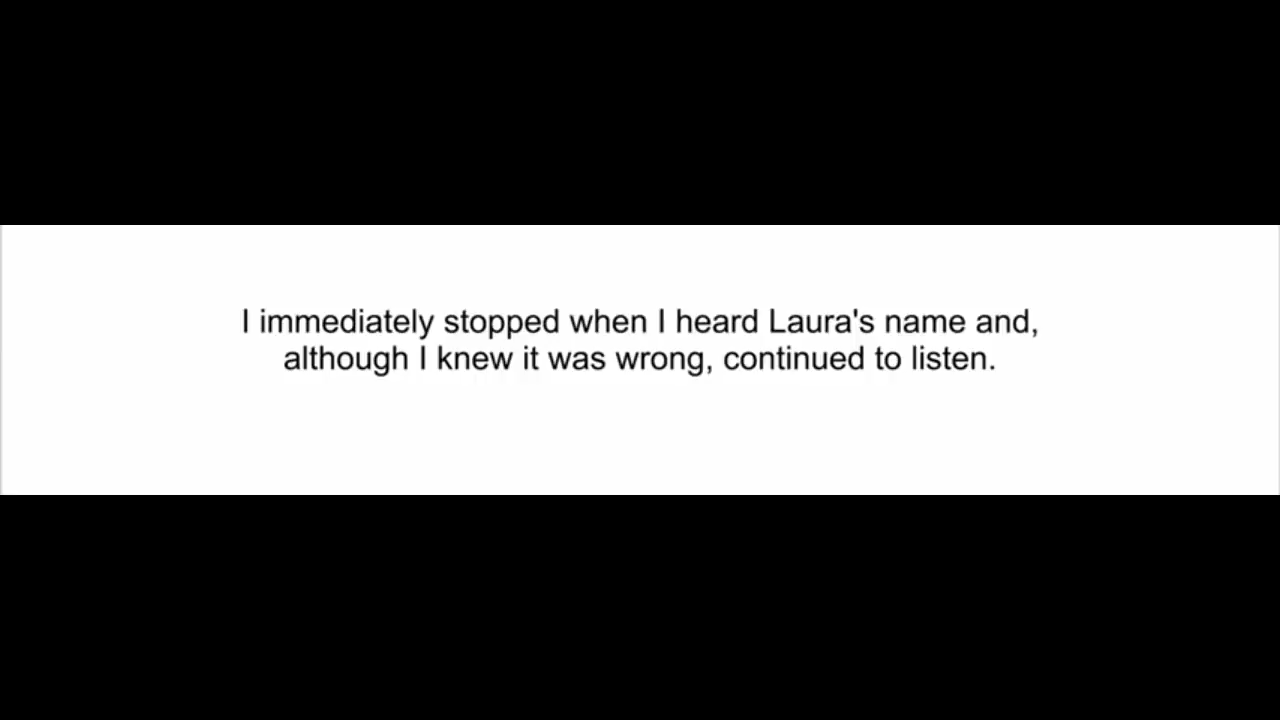 I immediately stopped when I heard Laura's name and,
although I knew it was wrong, continued to listen.